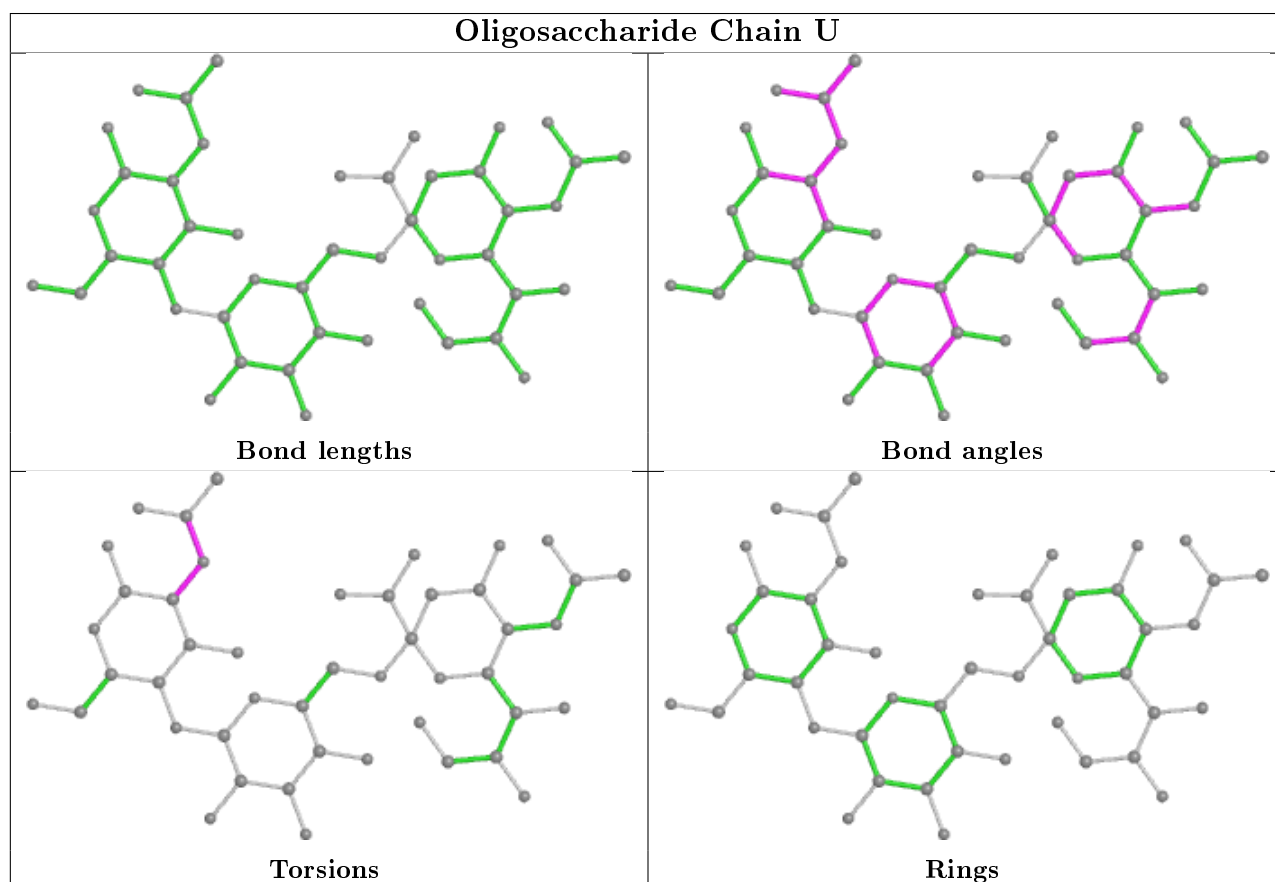 Oligosaccharide Chain U
Bond lengths
Bond angles
Torsions
Rings